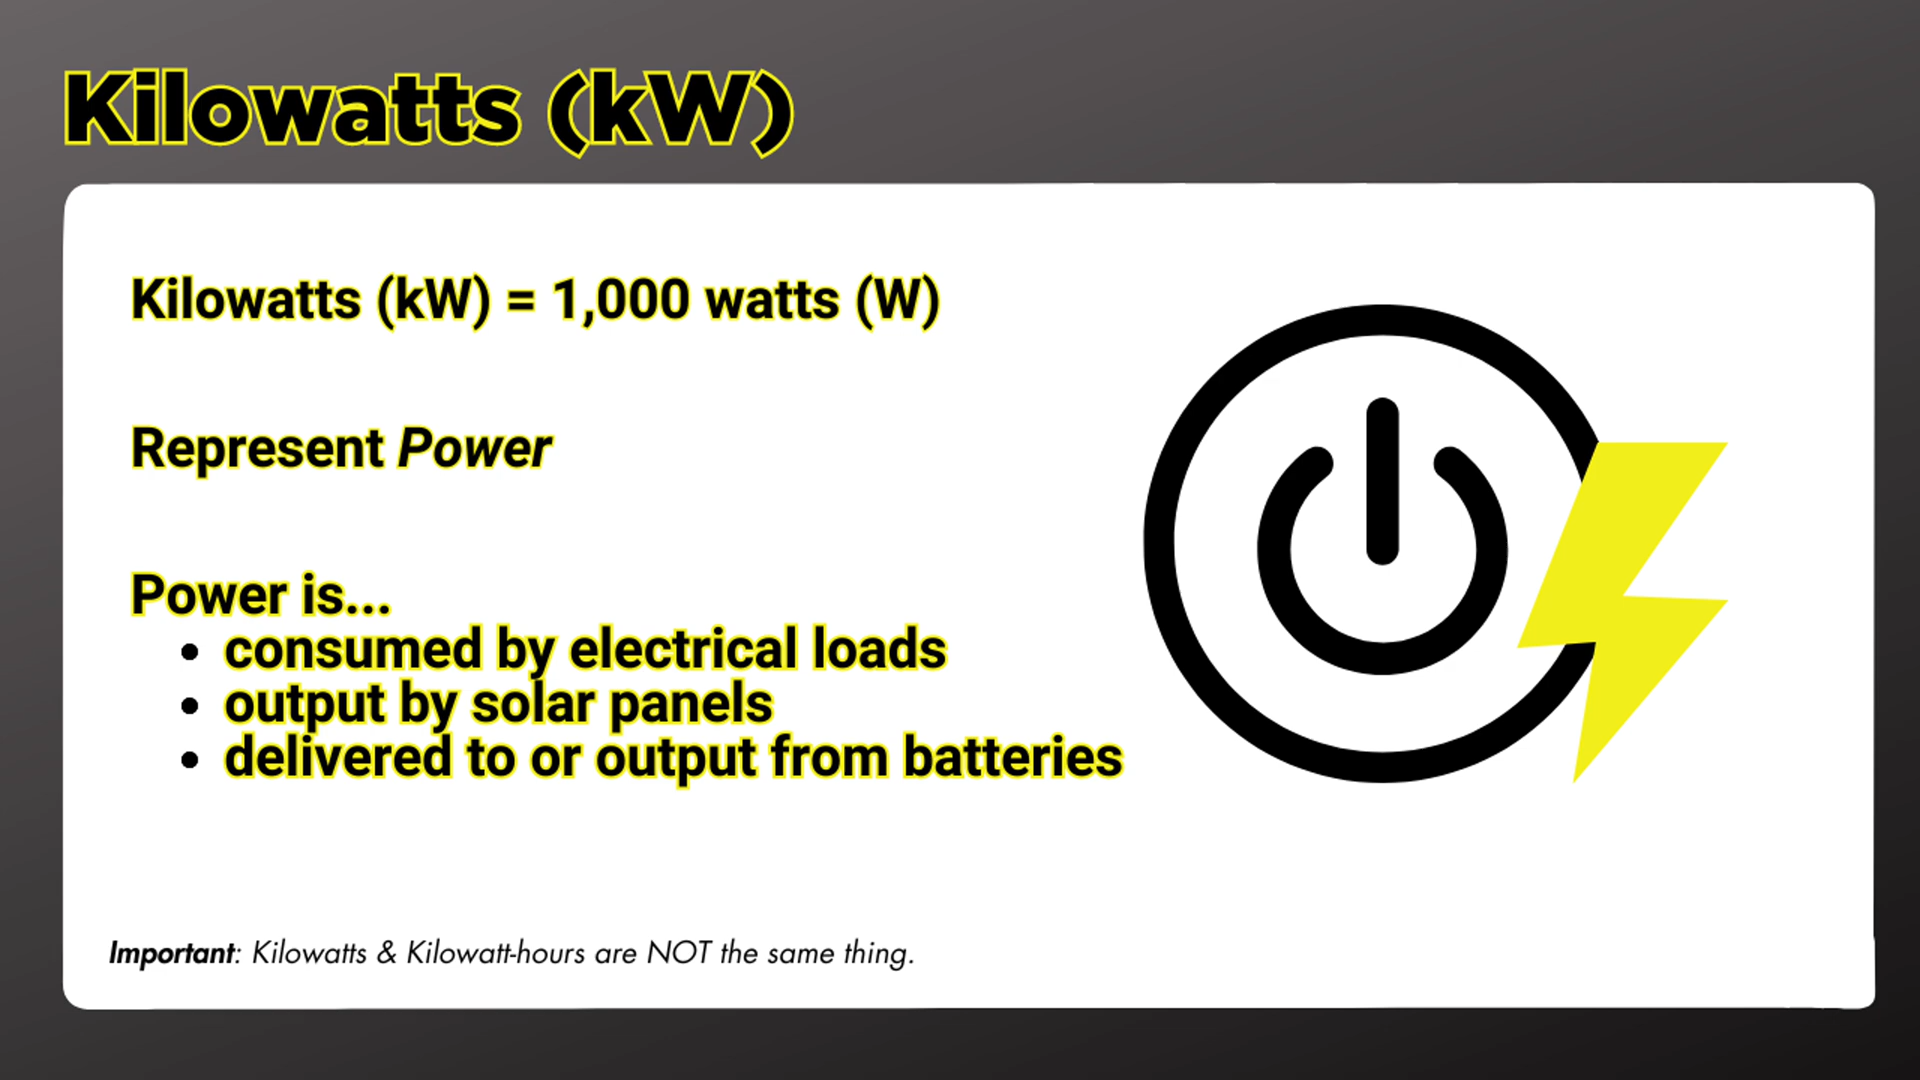 Kilowatts (kW)
Kilowatts (kW) = 1,000 watts (W)
Represent Power
Power is...
• consumed by electrical loads
• output by solar panels
• delivered to or output from batteries
Important: Kilowatts & Kilowatt-hours are NOT the same thing.